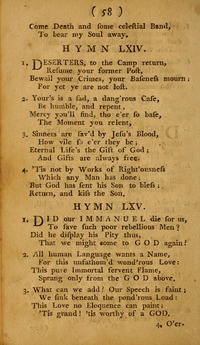 ( 58 )
Come Death and ſome celeſtial Band,
To bear my Soul away.
HYMN LXIV.
1. DESERTERS, to the Camp return,
Reſume your former Poſt,
Bewail your Crimes, your Baſeneſs mourn;
For yet ye are not loſt.
2. Your's is a ſad, a dang'rous Caſe,
Be humble, and repent,
Mercy you'll find, tho e'er ſo baſe,
The Moment you relent,
3. Sinners are ſav'd by Jeſu's Blood,
How vile ſo e'er they be;
Eternal Life's the Gift of God;
And Gifts are always free.
4. 'Tis not by Works of Right'ousneſs
Which any Man has done;
But God has ſent his Son to bleſs;
Return, and kiſs the Son.
HYMN LXV.
1. DID our IMMANUEL die for us,
To ſave ſuch poor rebellious Men?
Did he diſplay his Pity thus,
That we might ſome to GOD again?
2. All human Language wants a Name,
For this unfathom'd wond'rous Love:
This pure Immortal fervent Flame,
Sprang only from the GOD above.
3. What can we add? Our Speech is faint;
We ſink beneath the pond'rous Load:
This Love no Eloquence can paint;
'Tis grand! 'tis worthy of a GOD.
4. O'er-